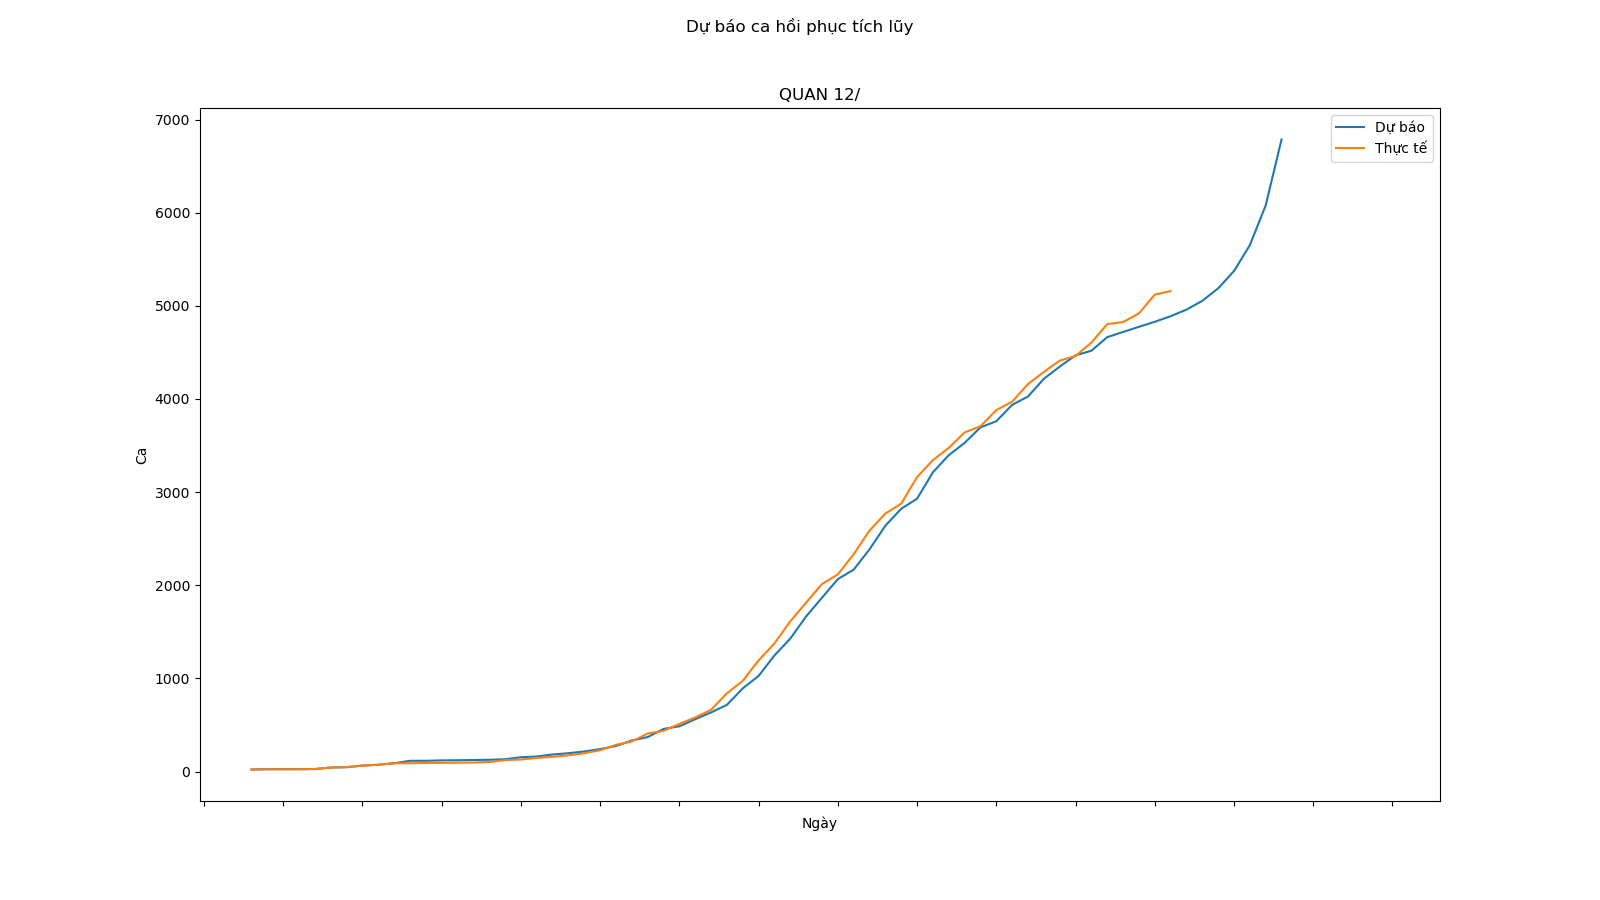 Dự báo ca hồi phục tích lũy
QUAN 12/
Dự báo
Thực tế
7000
6000
5000
4000
3000
2000
1000
0
Ca
Ngày